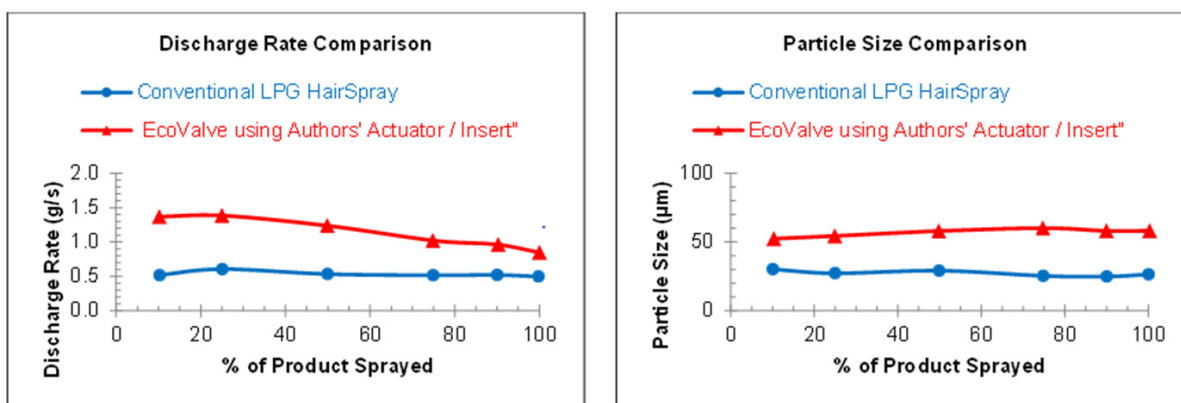 Discharge Rate Comparison
Conventional LPG HairSpray
EcoValve using Authors' Actuator / Insert"
Discharge Rate (g/s)
2.0
1.5
1.0
0.5
0.0
0 20 40 60 80 100
% of Product Sprayed
Particle Size Comparison
Conventional LPG HairSpray
EcoValve using Authors' Actuator / Insert"
Particle Size (µm)
100
50
0
0 20 40 60 80 100
% of Product Sprayed